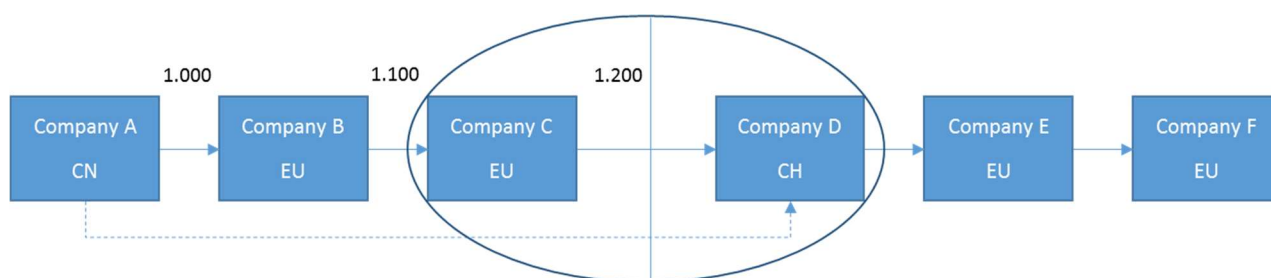 1.000
1.100
1.200
Company A
CN
Company B
EU
Company C
EU
Company D
CH
Company E
EU
Company F
EU